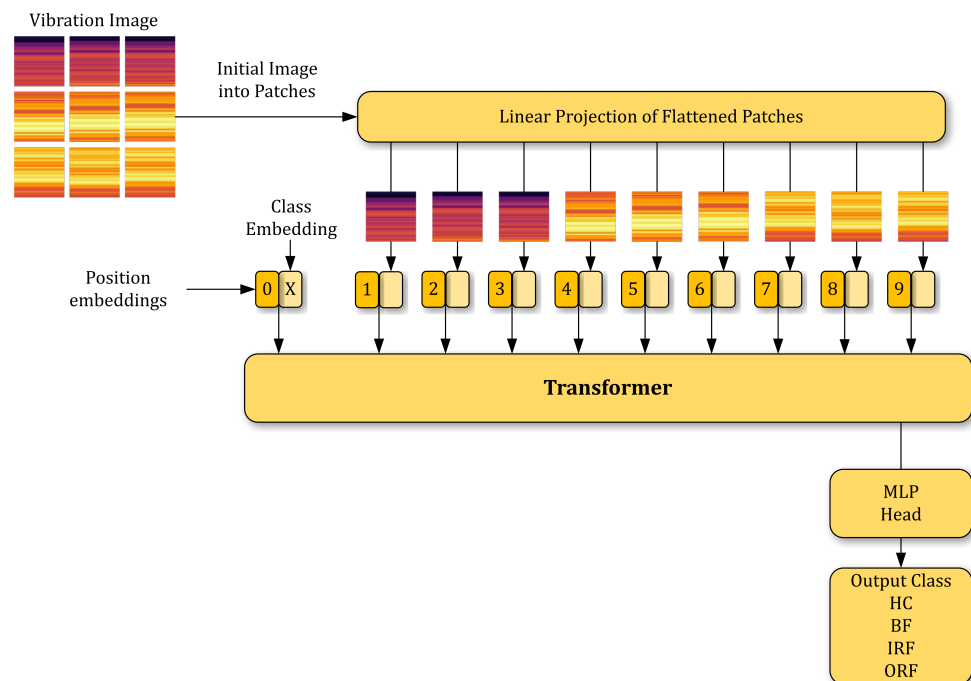 Vibration Image
Initial Image
into Patches
Linear Projection of Flattened Patches
Class
Embedding
Position
embeddings
0 X 1 2 3 4 5 6 7 8 9
Transformer
MLP
Head
Output Class
HC
BF
IRF
ORF